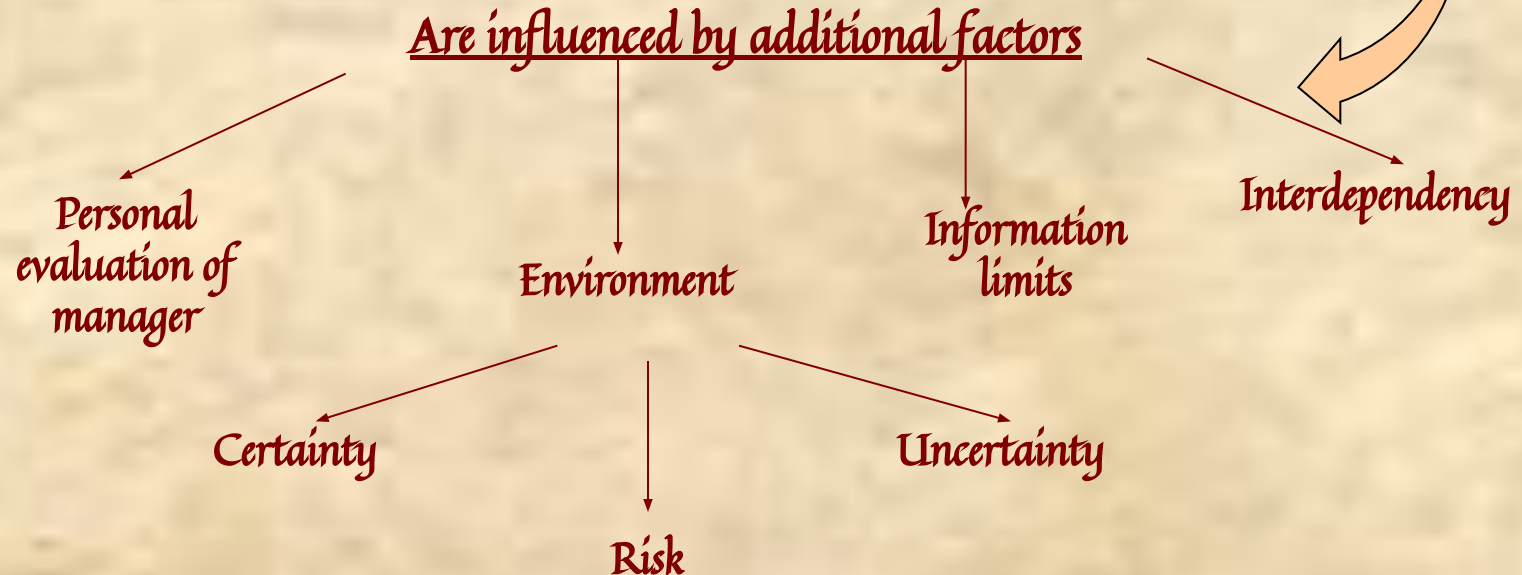 Are influenced by additional factors
Personal
evaluation of
manager
Environment
Information
limits
Interdependency
Certainty
Risk
Uncertainty